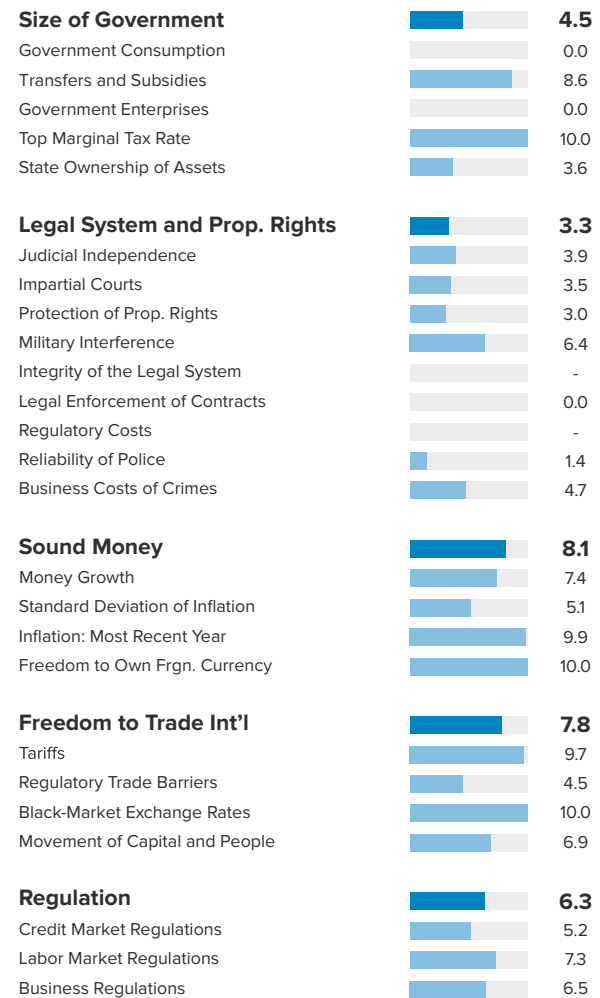 Size of Government 4.5
Government Consumption 0.0
Transfers and Subsidies 8.6
Government Enterprises 0.0
Top Marginal Tax Rate 10.0
State Ownership of Assets 3.6
Legal System and Prop. Rights 3.3
Judicial Independence 3.9
Impartial Courts 3.5
Protection of Prop. Rights 3.0
Military Interference 6.4
Integrity of the Legal System -
Legal Enforcement of Contracts 0.0
Regulatory Costs -
Reliability of Police 1.4
Business Costs of Crimes 4.7
Sound Money 8.1
Money Growth 7.4
Standard Deviation of Inflation 5.1
Inflation: Most Recent Year 9.9
Freedom to Own Frgn. Currency 10.0
Freedom to Trade Int’l 7.8
Tariffs 9.7
Regulatory Trade Barriers 4.5
Black-Market Exchange Rates 10.0
Movement of Capital and People 6.9
Regulation 6.3
Credit Market Regulations 5.2
Labor Market Regulations 7.3
Business Regulations 6.5